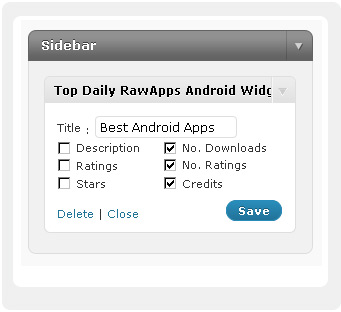 Sidebar
Top Daily RawApps Android Widg
Title : Best Android Apps
Description No. Downloads
Ratings No. Ratings
Stars Credits
Delete | Close Save